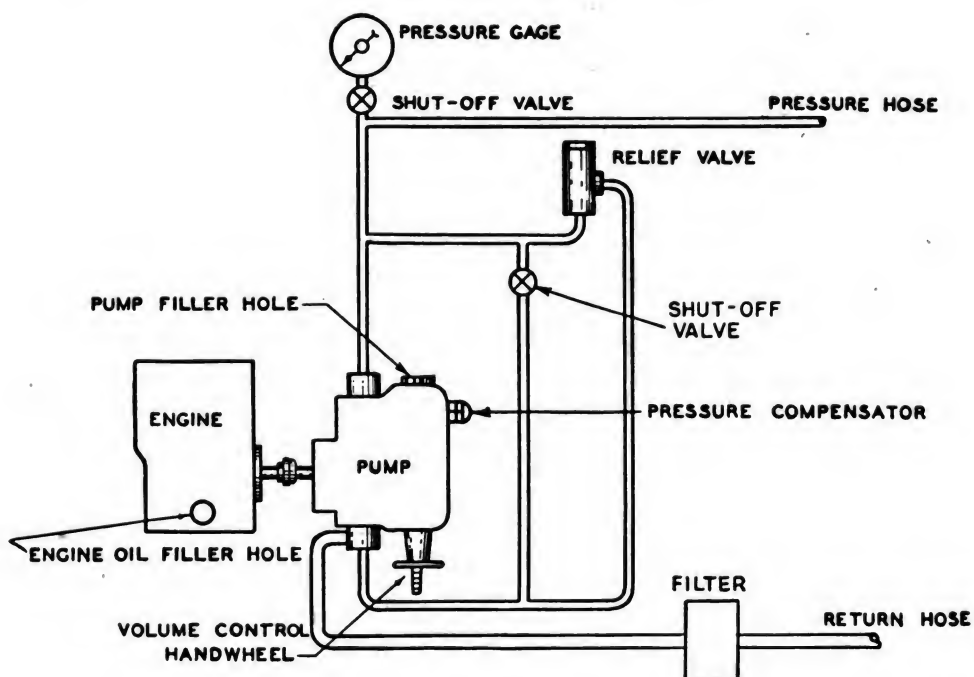 PRESSURE GAGE
SHUT-OFF VALVE
PRESSURE HOSE
RELIEF VALVE
PUMP FILLER HOLE
SHUT-OFF
VALVE
ENGINE
PRESSURE COMPENSATOR
PUMP
ENGINE OIL FILLER HOLE
FILTER
RETURN HOSE
VOLUME CONTROL
HANDWHEEL